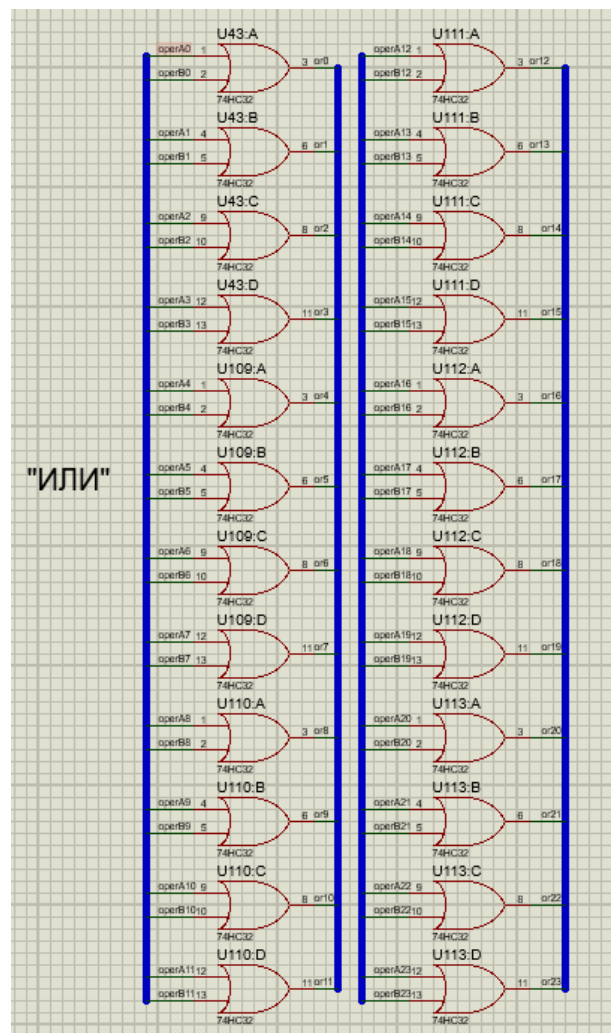 U43:A
operA0 1
3 or0
operB0 2
74HC32
U43:B
operA1 4
6 or1
operB1 5
74HC32
U43:C
operA2 9
8 or2
operB2 10
74HC32
U43:D
operA3 12
11 or3
operB3 13
74HC32
U109:A
operA4 1
3 or4
operB4 2
74HC32
"ИЛИ"
U109:B
operA5 4
6 or5
operB5 5
74HC32
U109:C
operA6 9
8 or6
operB6 10
74HC32
U109:D
operA7 12
11 or7
operB7 13
74HC32
U110:A
operA8 1
3 or8
operB8 2
74HC32
U110:B
operA9 4
6 or9
operB9 5
74HC32
U110:C
operA10 9
8 or10
operB10 10
74HC32
U110:D
operA11 12
11 or11
operB11 13
74HC32
U111:A
operA12 1
3 or12
operB12 2
74HC32
U111:B
operA13 4
6 or13
operB13 5
74HC32
U111:C
operA14 9
8 or14
operB14 10
74HC32
U111:D
operA15 12
11 or15
operB15 13
74HC32
U112:A
operA16 1
3 or16
operB16 2
74HC32
U112:B
operA17 4
6 or17
operB17 5
74HC32
U112:C
operA18 9
8 or18
operB18 10
74HC32
U112:D
operA19 12
11 or19
operB19 13
74HC32
U113:A
operA20 1
3 or20
operB20 2
74HC32
U113:B
operA21 4
6 or21
operB21 5
74HC32
U113:C
operA22 9
8 or22
operB22 10
74HC32
U113:D
operA23 12
11 or23
operB23 13
74HC32